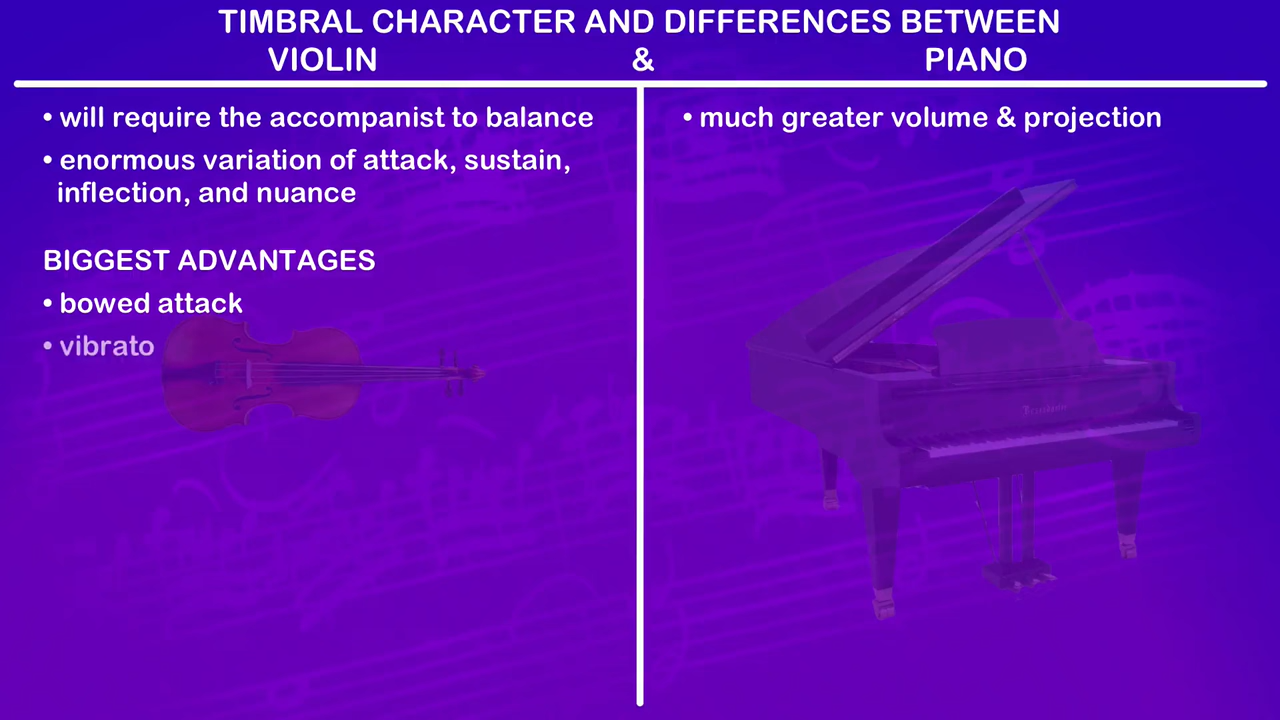 TIMBRAL CHARACTER AND DIFFERENCES BETWEEN
VIOLIN & PIANO
• will require the accompanist to balance
• enormous variation of attack, sustain,
inflection, and nuance
BIGGEST ADVANTAGES
• bowed attack
• vibrato
• much greater volume & projection